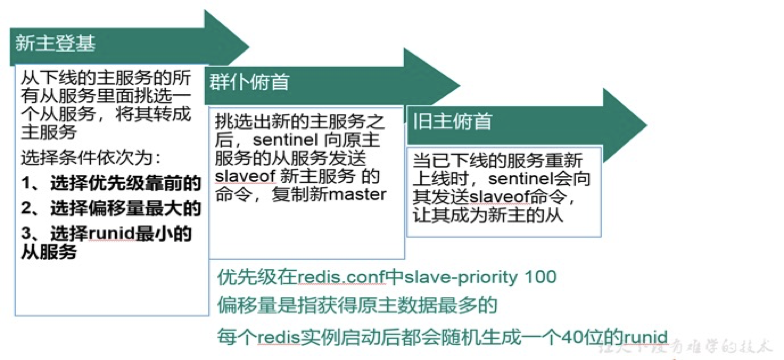 新主登基
从下线的主服务的所
有从服务里面挑选一
个从服务，将其转成
主服务
选择条件依次为：
1、选择优先级靠前的
2、选择偏移量最大的
3、选择runid最小的
从服务
群仆俯首
挑选出新的主服务之
后，sentinel 向原主
服务的从服务发送
slaveof 新主服务 的
命令，复制新master
旧主俯首
当已下线的服务重新
上线时，sentinel会向
其发送slaveof命令，
让其成为新主的从
优先级在redis.conf中slave-priority 100
偏移量是指获得原主数据最多的
每个redis实例启动后都会随机生成一个40位的runid
让天下没有难学的技术